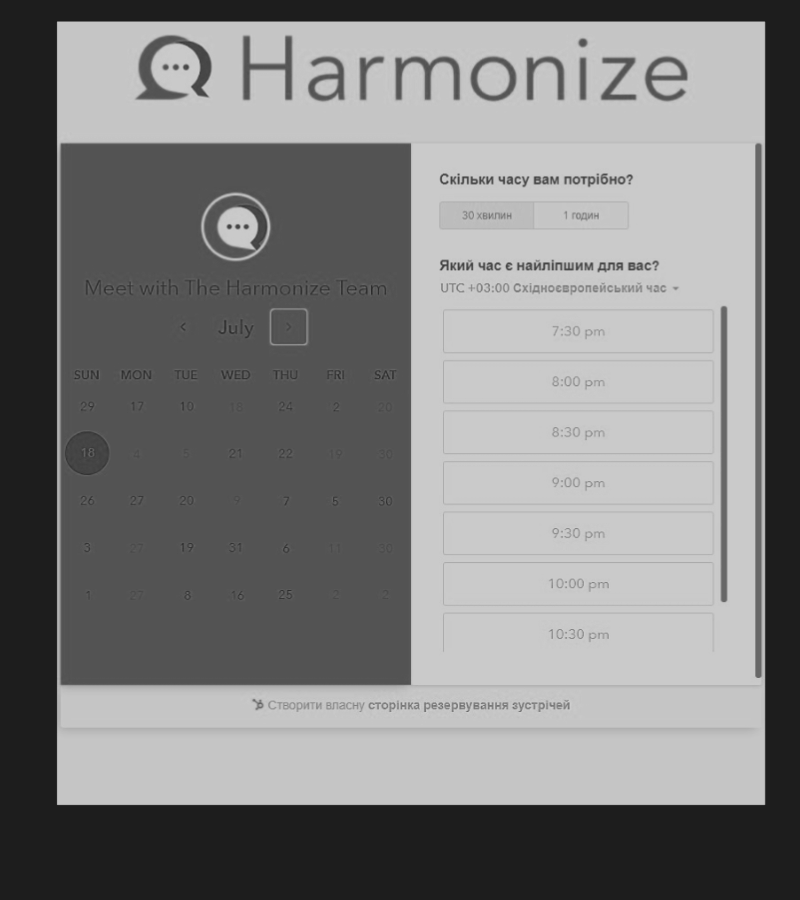 Harmonize
Meet with The Harmonize Team
July
SUN MON TUE WED THU FRI SAT
29 17 10 18 24 2 20
18 4 5 21 22 19 30
26 27 20 9 7 5 30
3 27 19 31 6 11 30
1 27 8 16 25 2 2
Скільки часу вам потрібно?
30 хвилин 1 годин
Який час є найліпшим для вас?
UTC +03:00 Східноєвропейський час
7:30 pm
8:00 pm
8:30 pm
9:00 pm
9:30 pm
10:00 pm
10:30 pm
Створити власну сторінка резервування зустрічей